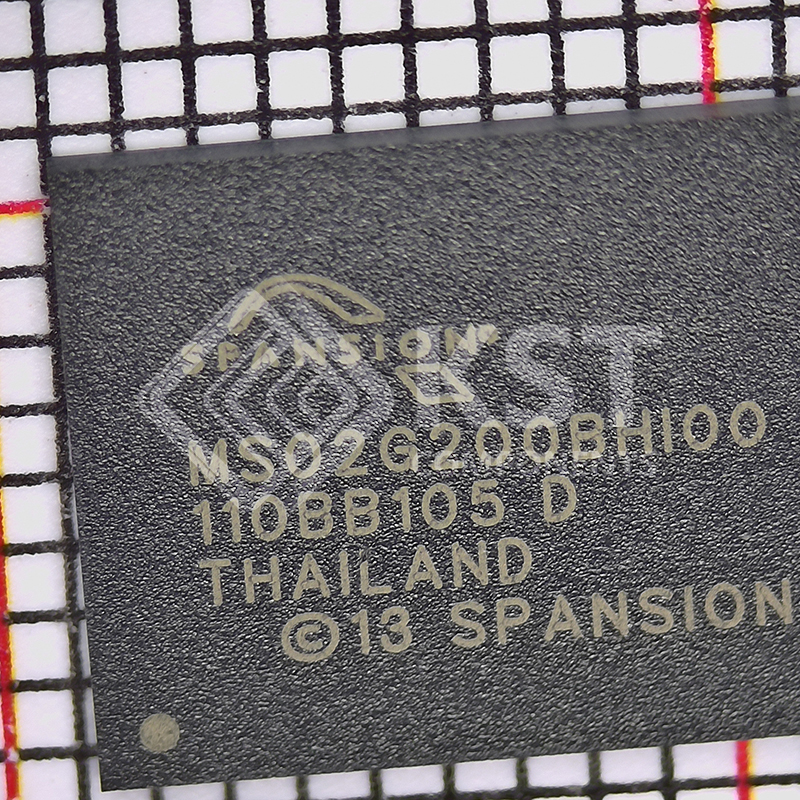 SPANSION®
KST
MS02G200BHI00
110BB105 D
THAILAND
©13 SPANSION